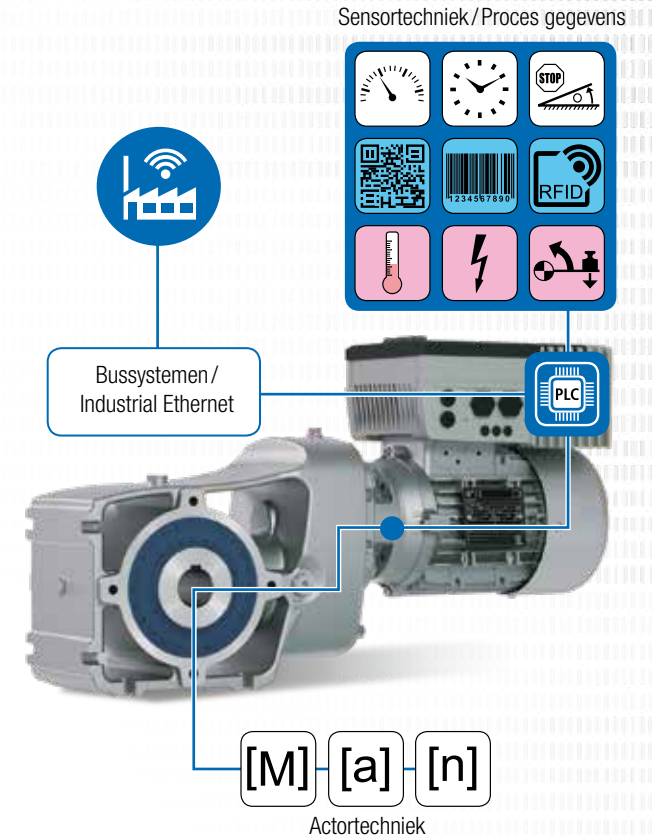 Sensortechniek / Proces gegevens
STOP
1234567890
RFID
Bussystemen /
Industrial Ethernet
PLC
[M] [a] [n]
Actortechniek